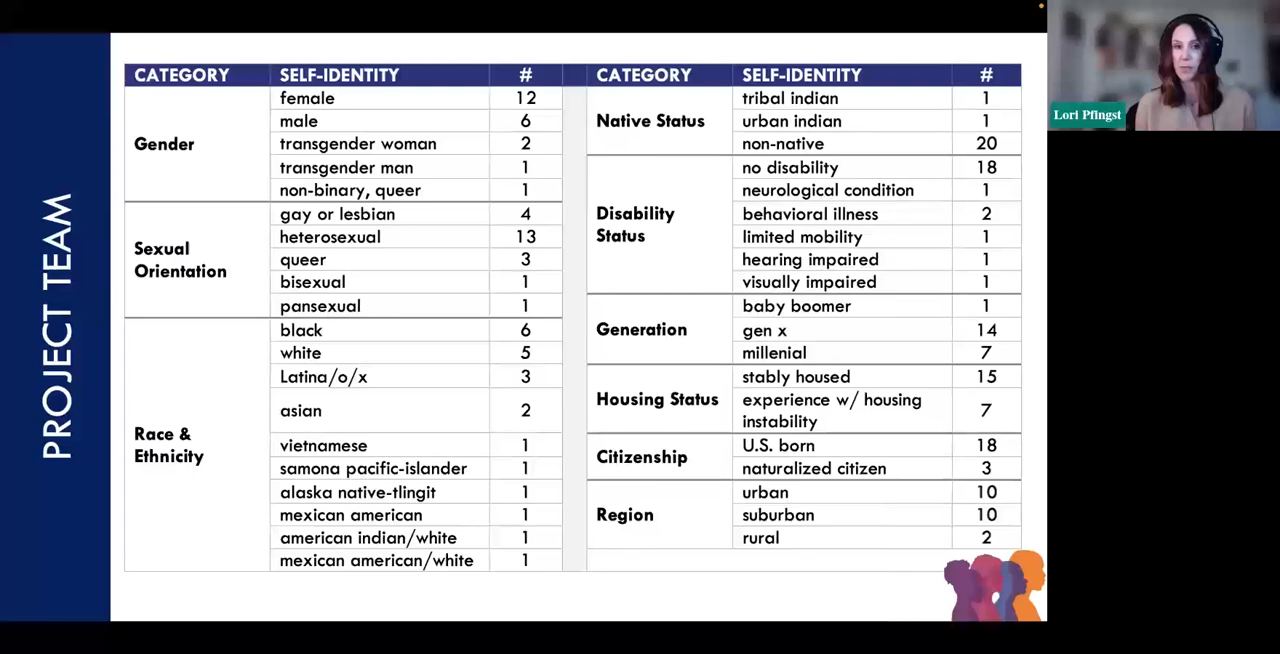 PROJECT TEAM
CATEGORY SELF-IDENTITY #
Gender
female 12
male 6
transgender woman 2
transgender man 1
non-binary, queer 1
Sexual
Orientation
gay or lesbian 4
heterosexual 13
queer 3
bisexual 1
pansexual 1
Race &
Ethnicity
black 6
white 5
Latina/o/x 3
asian 2
vietnamese 1
samona pacific-islander 1
alaska native-tlingit 1
mexican american 1
american indian/white 1
mexican american/white 1
CATEGORY SELF-IDENTITY #
Native Status
tribal indian 1
urban indian 1
non-native 20
Disability
Status
no disability 18
neurological condition 1
behavioral illness 2
limited mobility 1
hearing impaired 1
visually impaired 1
Generation
baby boomer 1
gen x 14
millenial 7
Housing Status
stably housed 15
experience w/ housing
instability 7
Citizenship
U.S. born 18
naturalized citizen 3
Region
urban 10
suburban 10
rural 2
Lori Pfingst